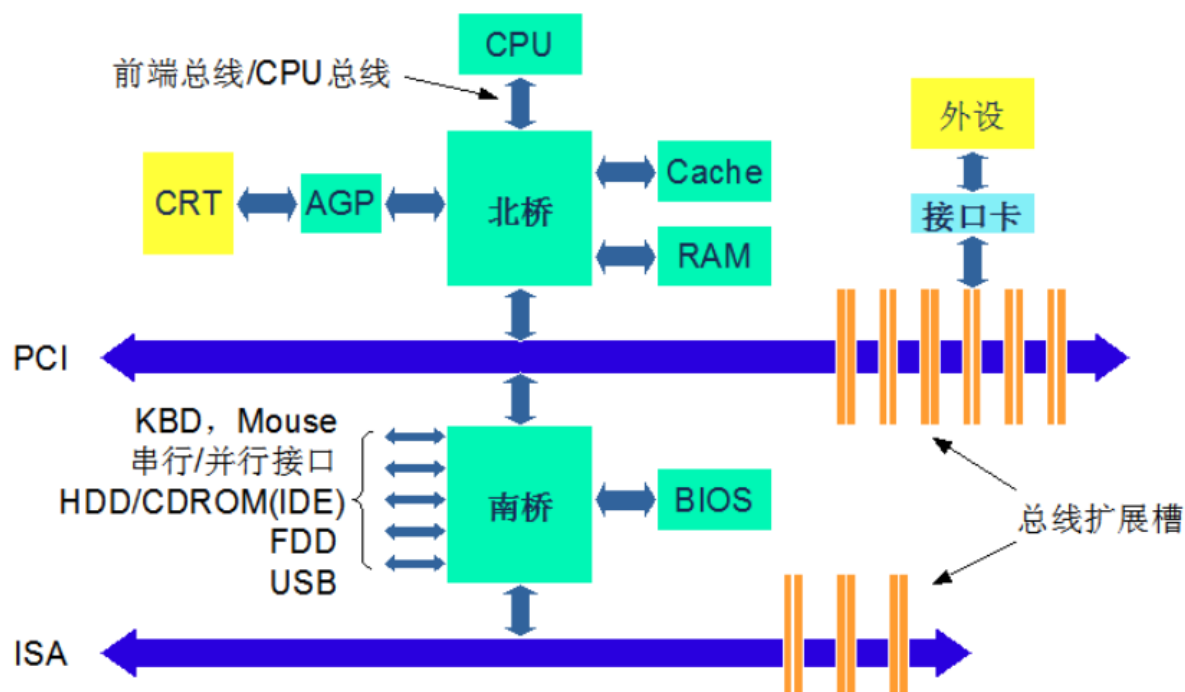 CPU
前端总线/CPU总线
外设
CRT
AGP
北桥
Cache
接口卡
RAM
PCI
KBD，Mouse
串行/并行接口
HDD/CDROM(IDE)
FDD
USB
南桥
BIOS
总线扩展槽
ISA